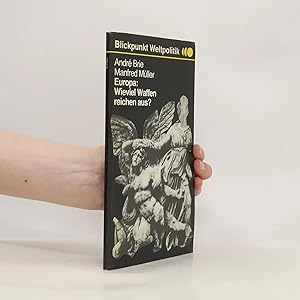 Blickpunkt Weltpolitik
André Brie
Manfred Müller
Europa:
Wieviel Waffen
reichen aus?